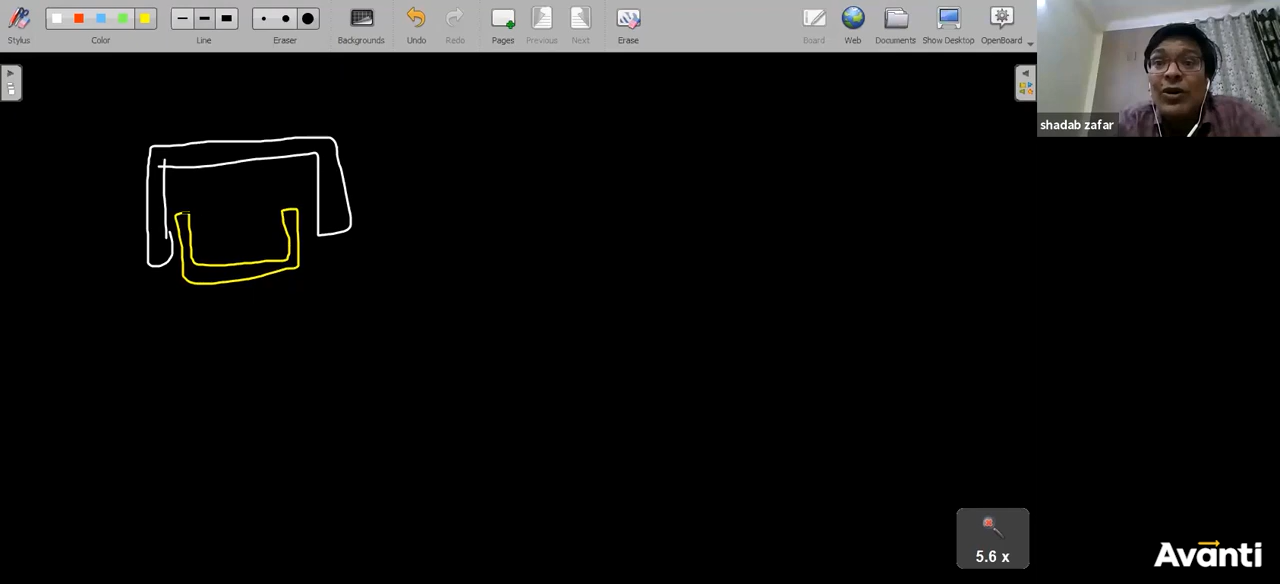 Stylus
Color
Line
Eraser
Backgrounds
Undo
Redo
Pages
Previous
Next
Erase
Board
Web
Documents
Show Desktop
OpenBoard
shadab zafar
5.6 x
Avanti